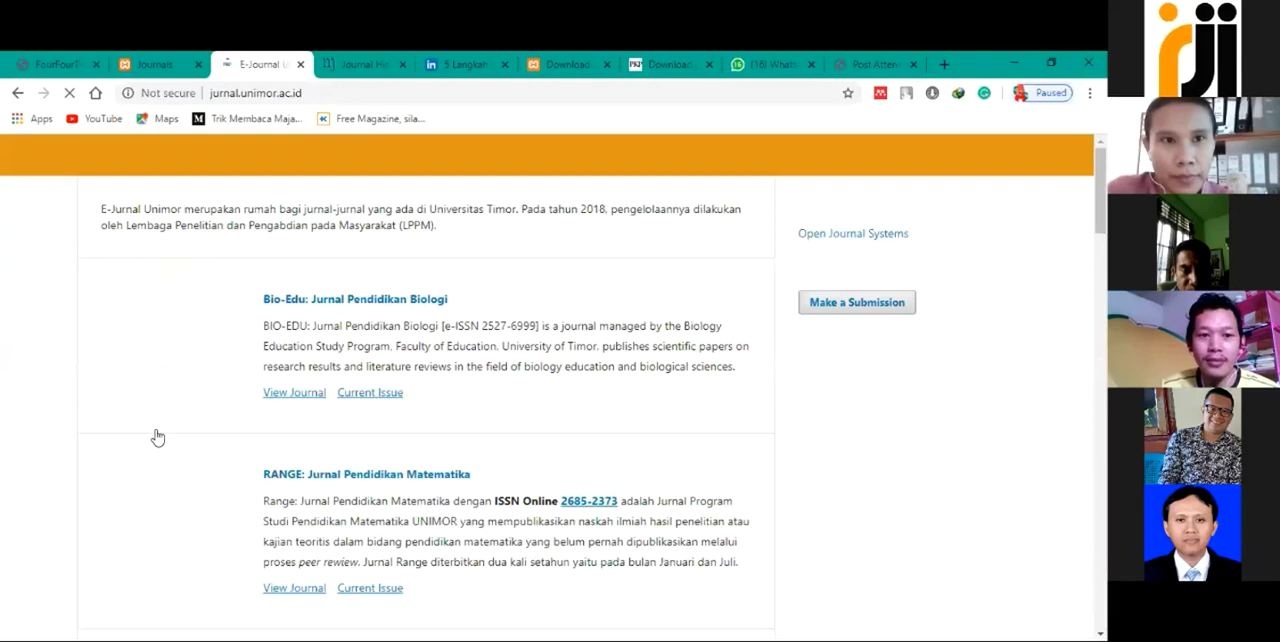 FourFourT
Journals
E-Journal U
Journal He
5 Langkah
Download
Download
(16) Whats
Post Atten
Not secure
jurnal.unimor.ac.id
Paused
Apps
YouTube
Maps
Trik Membaca Maja...
Free Magazine, sila...
E-Jurnal Unimor merupakan rumah bagi jurnal-jurnal yang ada di Universitas Timor. Pada tahun 2018, pengelolaannya dilakukan
oleh Lembaga Penelitian dan Pengabdian pada Masyarakat (LPPM).
Open Journal Systems
Make a Submission
Bio-Edu: Jurnal Pendidikan Biologi
BIO-EDU: Jurnal Pendidikan Biologi [e-ISSN 2527-6999] is a journal managed by the Biology
Education Study Program, Faculty of Education, University of Timor. publishes scientific papers on
research results and literature reviews in the field of biology education and biological sciences.
View Journal Current Issue
RANGE: Jurnal Pendidikan Matematika
Range: Jurnal Pendidikan Matematika dengan ISSN Online 2685-2373 adalah Jurnal Program
Studi Pendidikan Matematika UNIMOR yang mempublikasikan naskah ilmiah hasil penelitian atau
kajian teoritis dalam bidang pendidikan matematika yang belum pernah dipublikasikan melalui
proses peer review. Jurnal Range diterbitkan dua kali setahun yaitu pada bulan Januari dan Juli.
View Journal Current Issue
rji